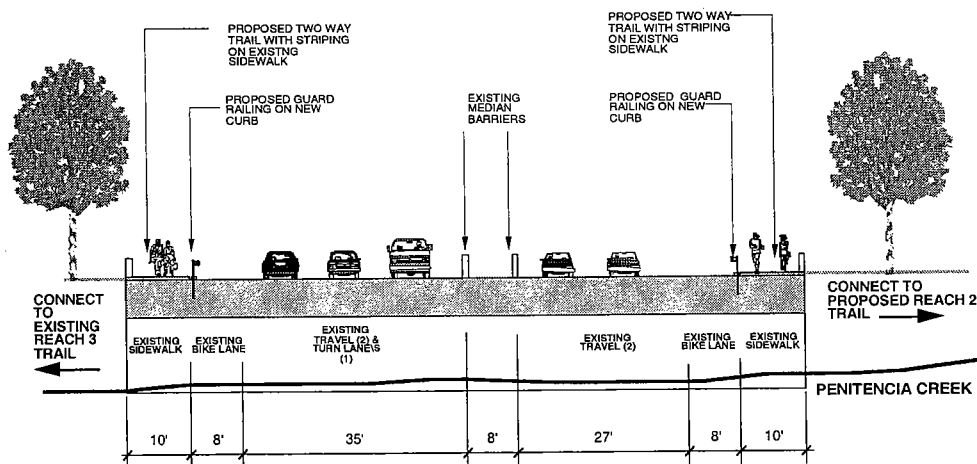 PROPOSED TWO WAY
TRAIL WITH STRIPING
ON EXISTNG
SIDEWALK
PROPOSED GUARD
RAILING ON NEW
CURB
EXISTING
MEDIAN
BARRIERS
PROPOSED TWO WAY
TRAIL WITH STRIPING
ON EXISTNG
SIDEWALK
PROPOSED GUARD
RAILING ON NEW
CURB
CONNECT
TO
EXISTING
REACH 3
TRAIL
EXISTING
SIDEWALK
EXISTING
BIKE LANE
EXISTING
TRAVEL (2) &
TURN LANE\S
(1)
EXISTING
TRAVEL (2)
EXISTING
BIKE LANE
EXISTING
SIDEWALK
CONNECT TO
PROPOSED REACH 2
TRAIL
PENITENCIA CREEK
10' 8' 35' 8' 27' 8' 10'